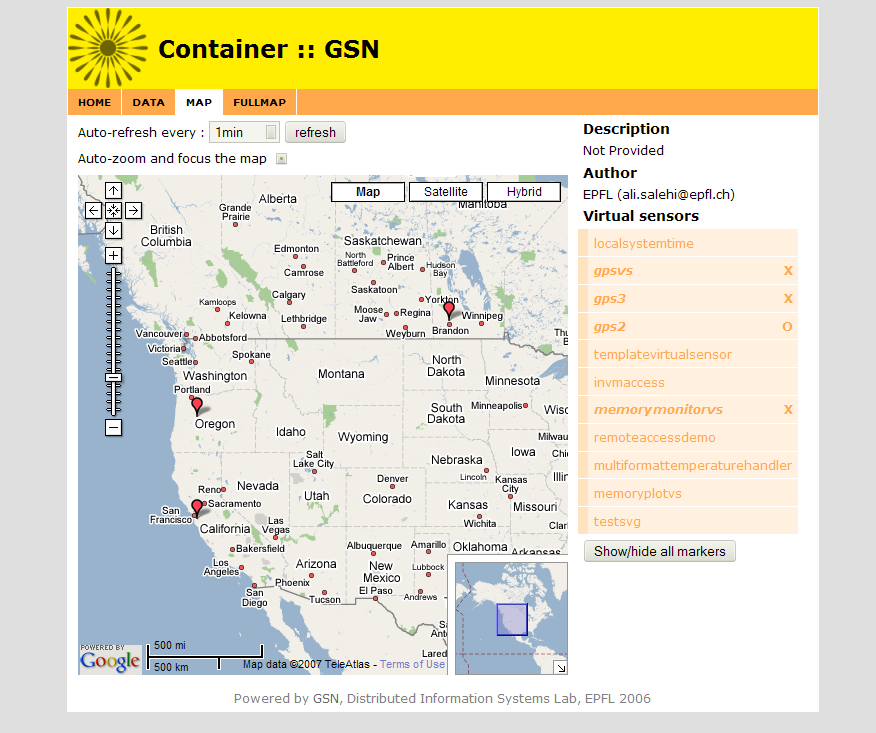 Container :: GSN
HOME DATA MAP FULLMAP
Auto-refresh every : 1min refresh
Auto-zoom and focus the map
Map Satellite Hybrid
Alberta
Manitoba
Grande
Prairie
British
Columbia
Saskatchewan
Edmonton
North
Battleford
Prince
Albert
Hudson
Bay
Camrose
Saskatoon
Calgary
Yorkton
Kamloops
Kelowna
Lethbridge
Moose
Jaw
Regina
Winnipeg
Weyburn
Brandon
Vancouver
Abbotsford
Victoria
Seattle
Spokane
Washington
Montana
North
Dakota
Minnesota
Portland
Oregon
South
Dakota
Minneapolis
Idaho
Wyoming
Salt
Lake City
Nebraska
Iowa
Lincoln
Reno
Nevada
Utah
Denver
Colorado
Kansas
City
Sacramento
San
Francisco
California
Las
Vegas
Kansas
Missouri
Wichita
Bakersfield
Los
Angeles
Albuquerque
Amarillo
Oklahoma
Arkansas
Arizona
Phoenix
New
Mexico
Lubbock
San
Diego
Tucson
El Paso
Andrews
POWERED BY
Google
500 mi
500 km
Map data ©2007 TeleAtlas - Terms of Use
Description
Not Provided
Author
EPFL (ali.salehi@epfl.ch)
Virtual sensors
localsystemtime
gpsvs X
gps3 X
gps2 O
templatevirtualsensor
invmaccess
memorymonitorvs X
remoteaccessdemo
multiformattemperaturehandler
memoryplotvs
testsvg
Show/hide all markers
Powered by GSN, Distributed Information Systems Lab, EPFL 2006